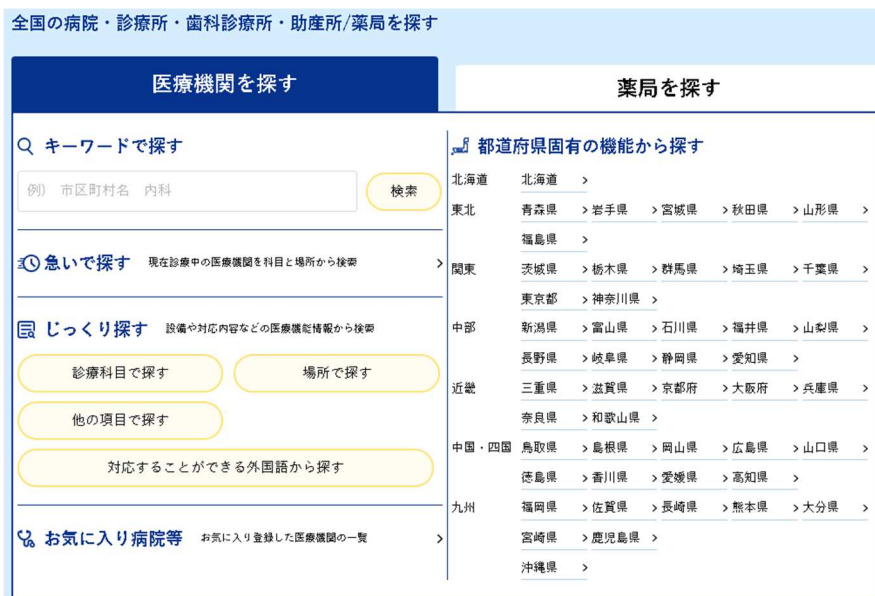 全国の病院・診療所・歯科診療所・助産所/薬局を探す
医療機関を探す
薬局を探す
キーワードで探す
例) 市区町村名 内科
検索
急いで探す 現在診療中の医療機関を科目と場所から検索
じっくり探す 設備や対応内容などの医療機能情報から検索
診療科目で探す
場所で探す
他の項目で探す
対応することができる外国語から探す
お気に入り病院等 お気に入り登録した医療機関の一覧
都道府県固有の機能から探す
北海道 北海道
東北 青森県 岩手県 宮城県 秋田県 山形県
福島県
関東 茨城県 栃木県 群馬県 埼玉県 千葉県
東京都 神奈川県
中部 新潟県 富山県 石川県 福井県 山梨県
長野県 岐阜県 静岡県 愛知県
近畿 三重県 滋賀県 京都府 大阪府 兵庫県
奈良県 和歌山県
中国・四国 鳥取県 島根県 岡山県 広島県 山口県
徳島県 香川県 愛媛県 高知県
九州 福岡県 佐賀県 長崎県 熊本県 大分県
宮崎県 鹿児島県
沖縄県